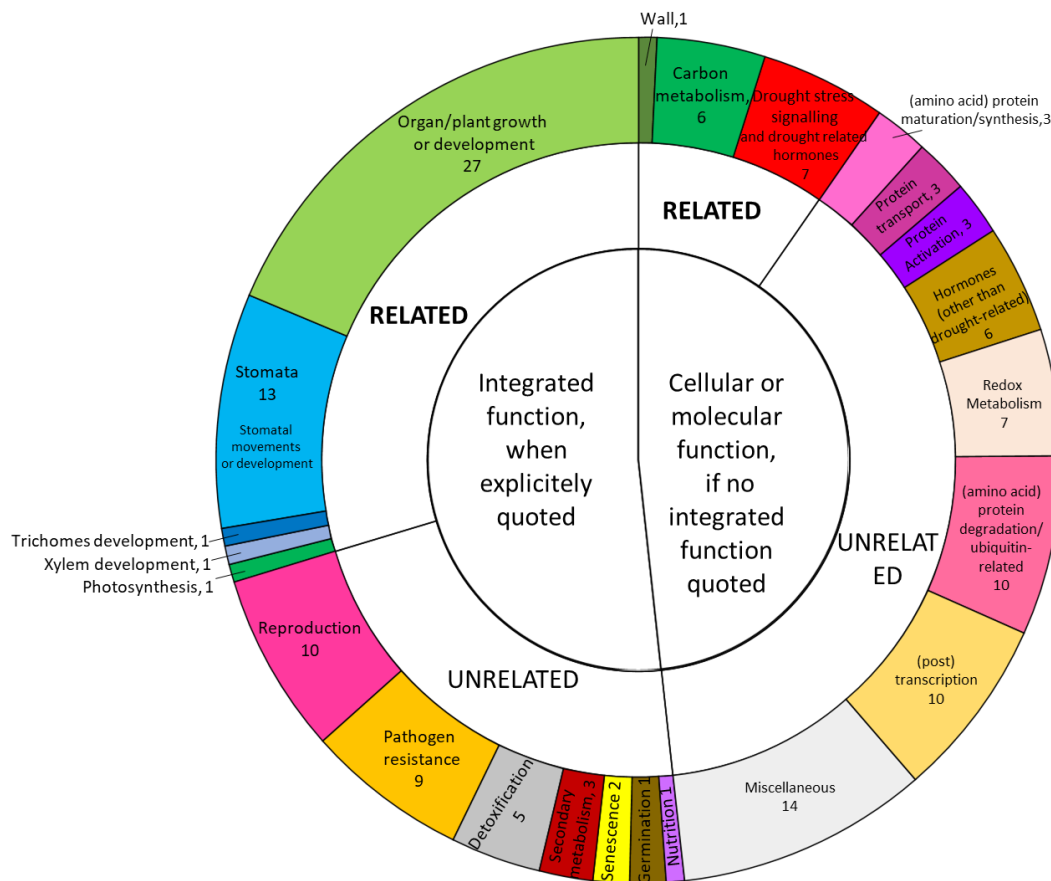 Wall,1
Carbon
metabolism,
6
Drought stress
signalling
and drought related
hormones
7
(amino acid) protein
maturation/synthesis,3
Protein
transport, 3
Protein
Activation, 3
Hormones
(other than
drought-related)
6
Redox
Metabolism
7
(amino acid)
protein
degradation/
ubiquitin-
related
10
(post)
transcription
10
Miscellaneous
14
Nutrition 1
Germination 1
Senescence 2
Secondary
metabolism, 3
Detoxification
5
Pathogen
resistance
9
Reproduction
10
Photosynthesis,1
Xylem development,1
Trichomes development,1
Stomata
13
Stomatal
movements
or development
Organ/plant growth
or development
27
RELATED
RELATED
UNRELAT
ED
UNRELATED
Integrated
function,
when
explicitely
quoted
Cellular or
molecular
function,
if no
integrated
function
quoted